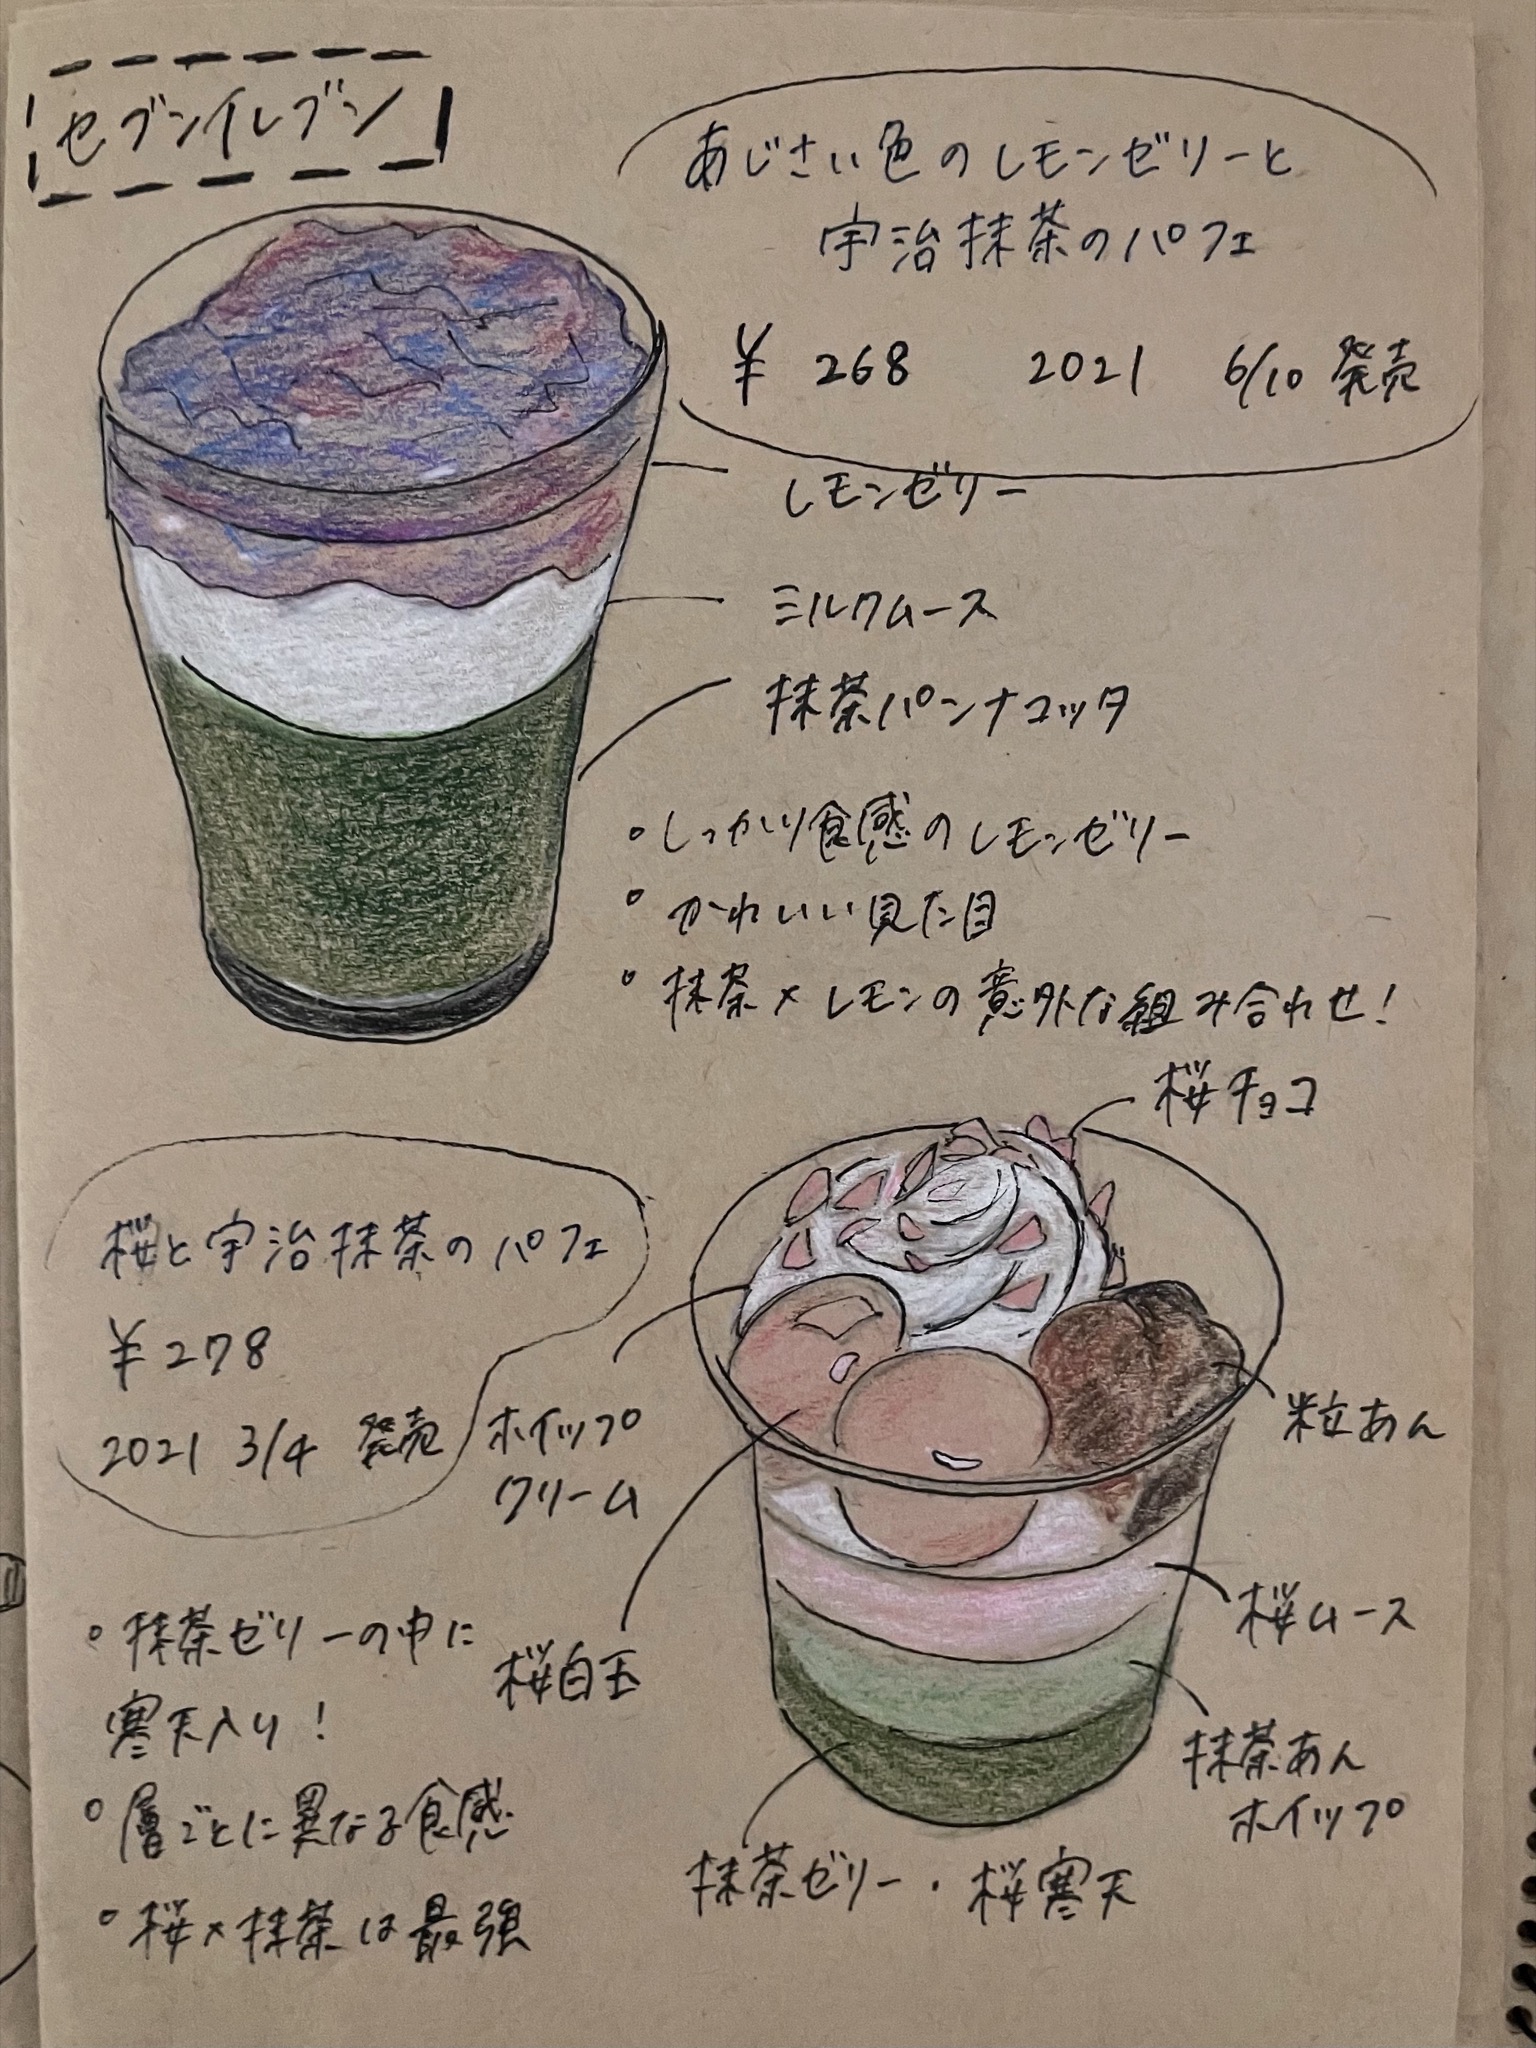 セブンイレブン
あじさい色のレモンゼリーと
宇治抹茶のパフェ
¥ 268 2021 6/10 発売
レモンゼリー
ミルクムース
抹茶パンナコッタ
° しっかり食感のレモンゼリー
° かわいい見た目
° 抹茶×レモンの意外な組み合わせ!
桜と宇治抹茶のパフェ
¥278
2021 3/4 発売
桜チョコ
ホイップ
クリーム
粒あん
桜白玉
桜ムース
抹茶あん
ホイップ
抹茶ゼリー・桜寒天
° 抹茶ゼリーの中に
寒天入り!
° 層ごとに異なる食感
° 桜×抹茶は最強